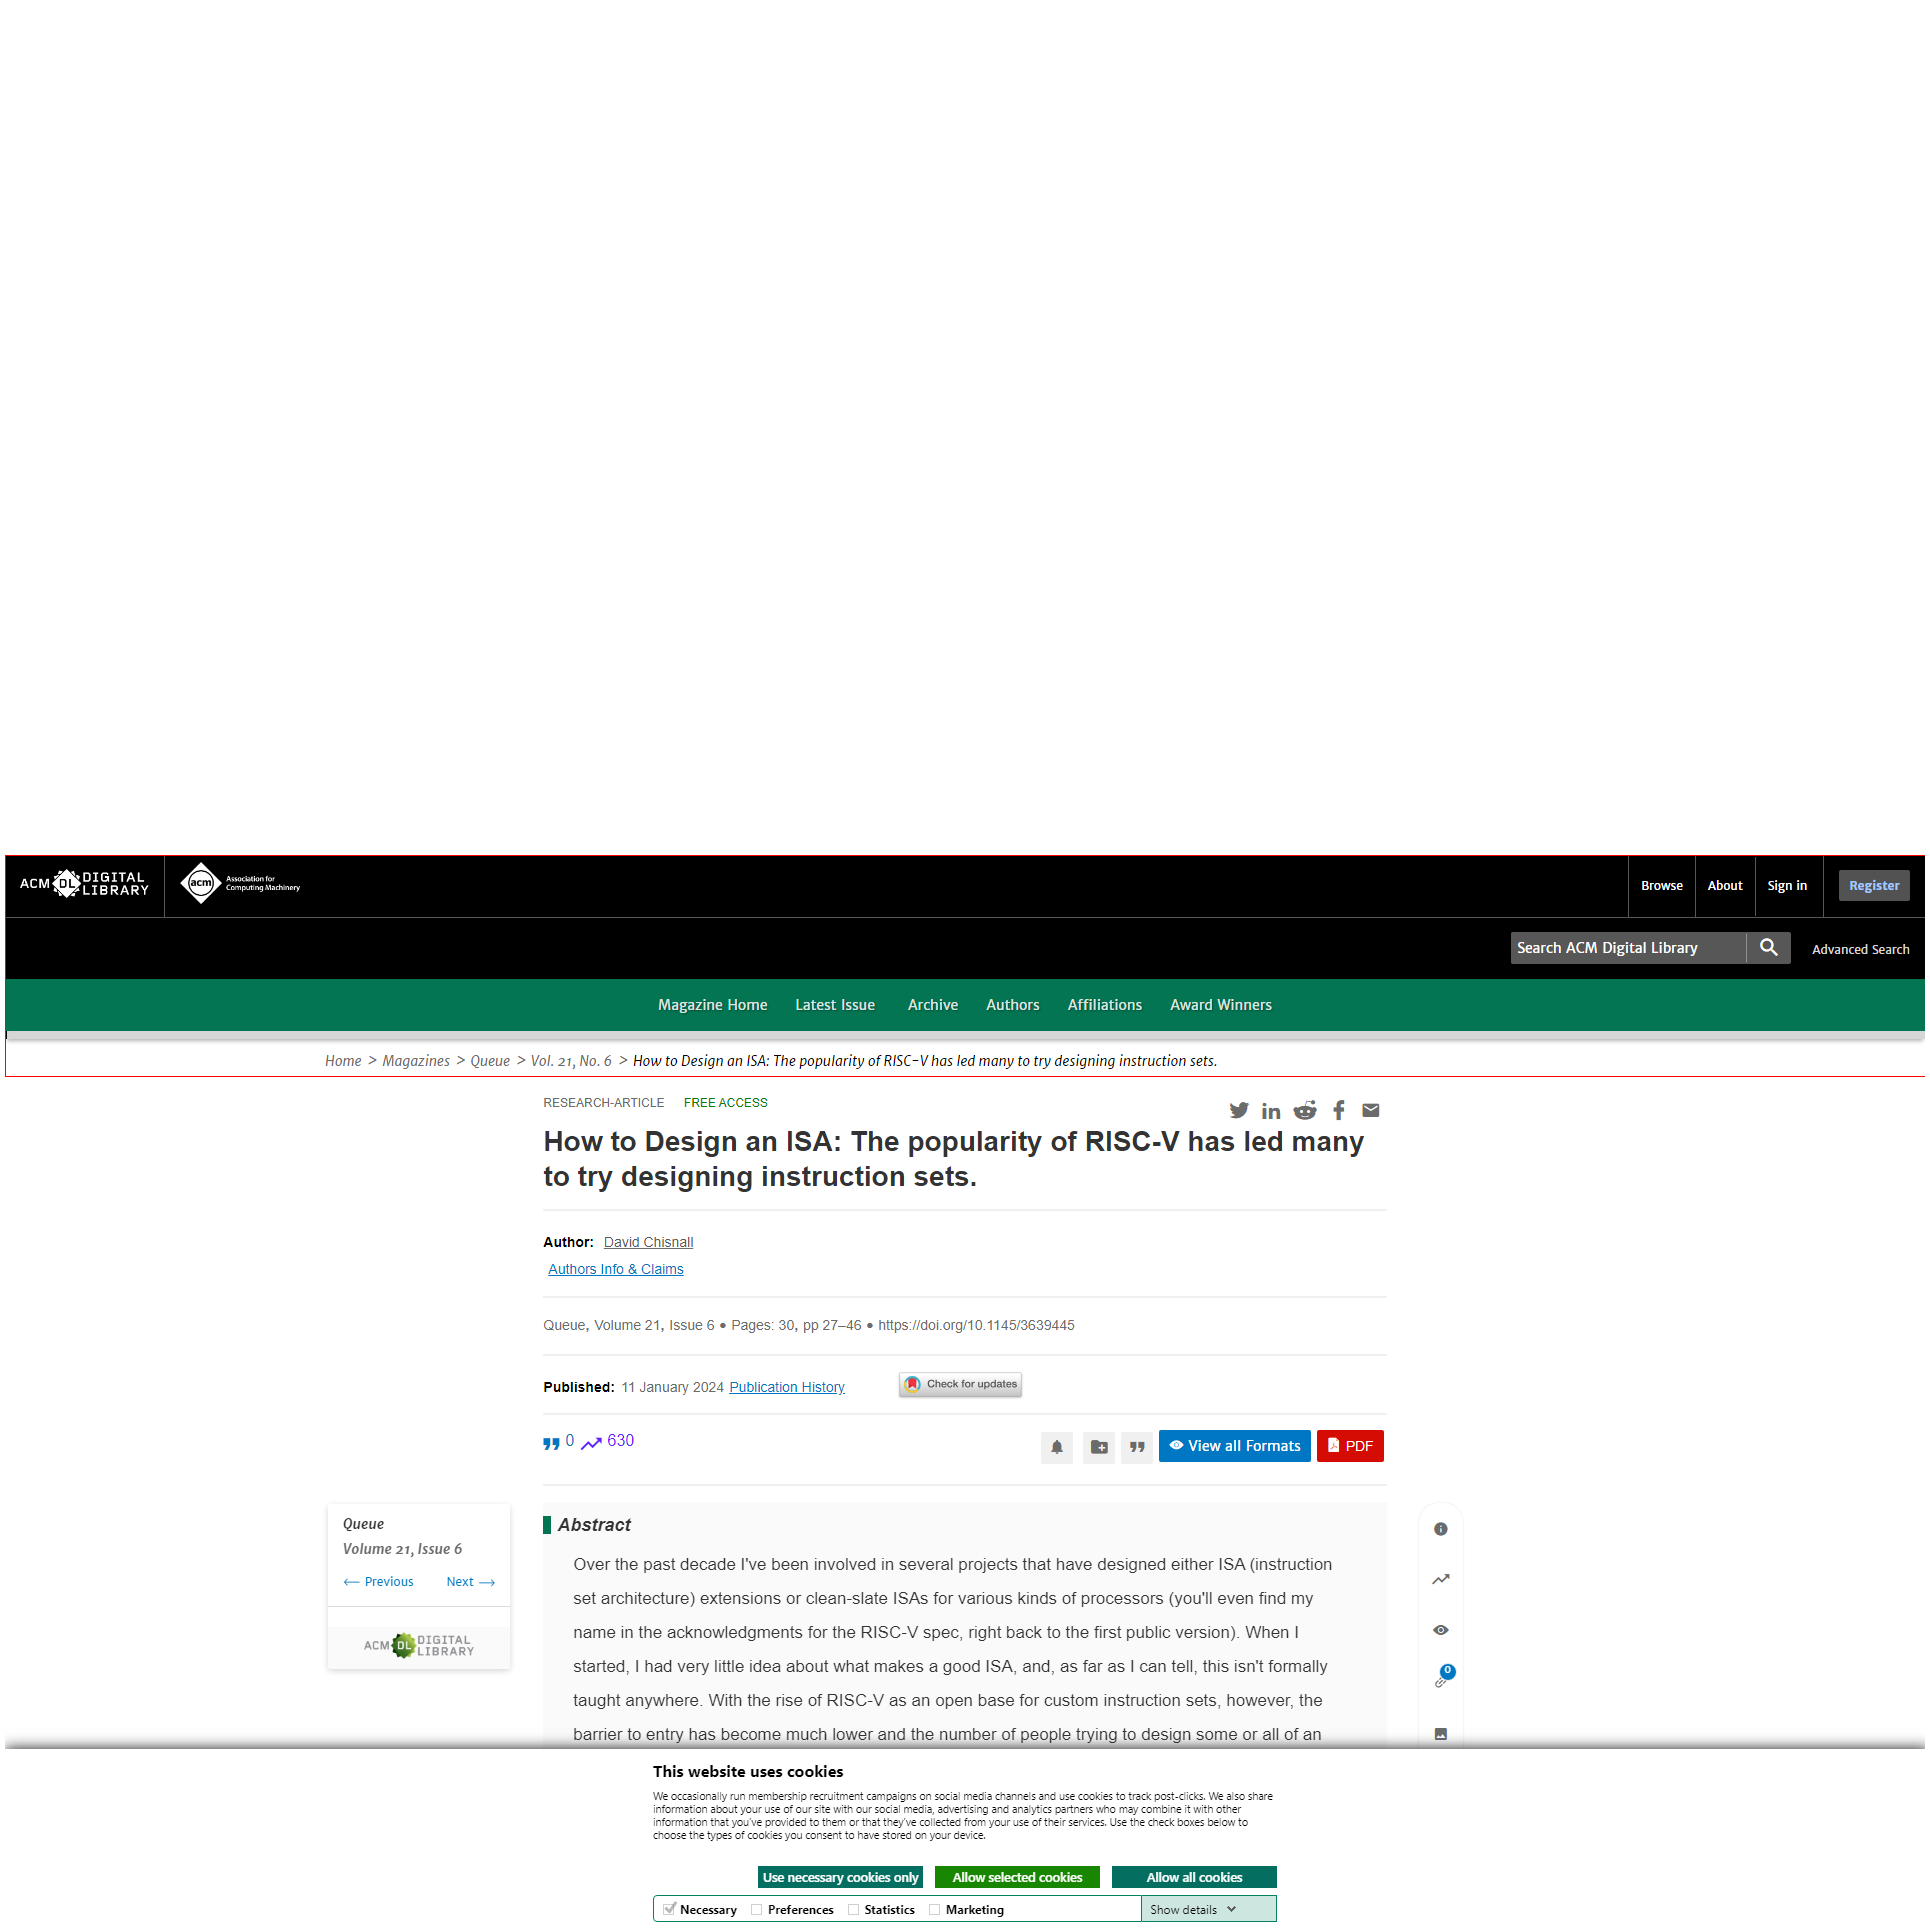 ACM DL DIGITAL LIBRARY
acm Association for Computing Machinery
Browse
About
Sign in
Register
Search ACM Digital Library
Advanced Search
Magazine Home
Latest Issue
Archive
Authors
Affiliations
Award Winners
Home > Magazines > Queue > Vol. 21, No. 6 > How to Design an ISA: The popularity of RISC-V has led many to try designing instruction sets.
RESEARCH-ARTICLE FREE ACCESS
How to Design an ISA: The popularity of RISC-V has led many
to try designing instruction sets.
Author: David Chisnall
Authors Info & Claims
Queue, Volume 21, Issue 6 • Pages: 30, pp 27–46 • https://doi.org/10.1145/3639445
Published: 11 January 2024 Publication History
Check for updates
0 630
View all Formats
PDF
Queue
Volume 21, Issue 6
Previous Next
ACM DL DIGITAL LIBRARY
Abstract
Over the past decade I've been involved in several projects that have designed either ISA (instruction
set architecture) extensions or clean-slate ISAs for various kinds of processors (you'll even find my
name in the acknowledgments for the RISC-V spec, right back to the first public version). When I
started, I had very little idea about what makes a good ISA, and, as far as I can tell, this isn't formally
taught anywhere. With the rise of RISC-V as an open base for custom instruction sets, however, the
barrier to entry has become much lower and the number of people trying to design some or all of an
0
This website uses cookies
We occasionally run membership recruitment campaigns on social media channels and use cookies to track post-clicks. We also share
information about your use of our site with our social media, advertising and analytics partners who may combine it with other
information that you've provided to them or that they've collected from your use of their services. Use the check boxes below to
choose the types of cookies you consent to have stored on your device.
Use necessary cookies only
Allow selected cookies
Allow all cookies
Necessary Preferences Statistics Marketing
Show details